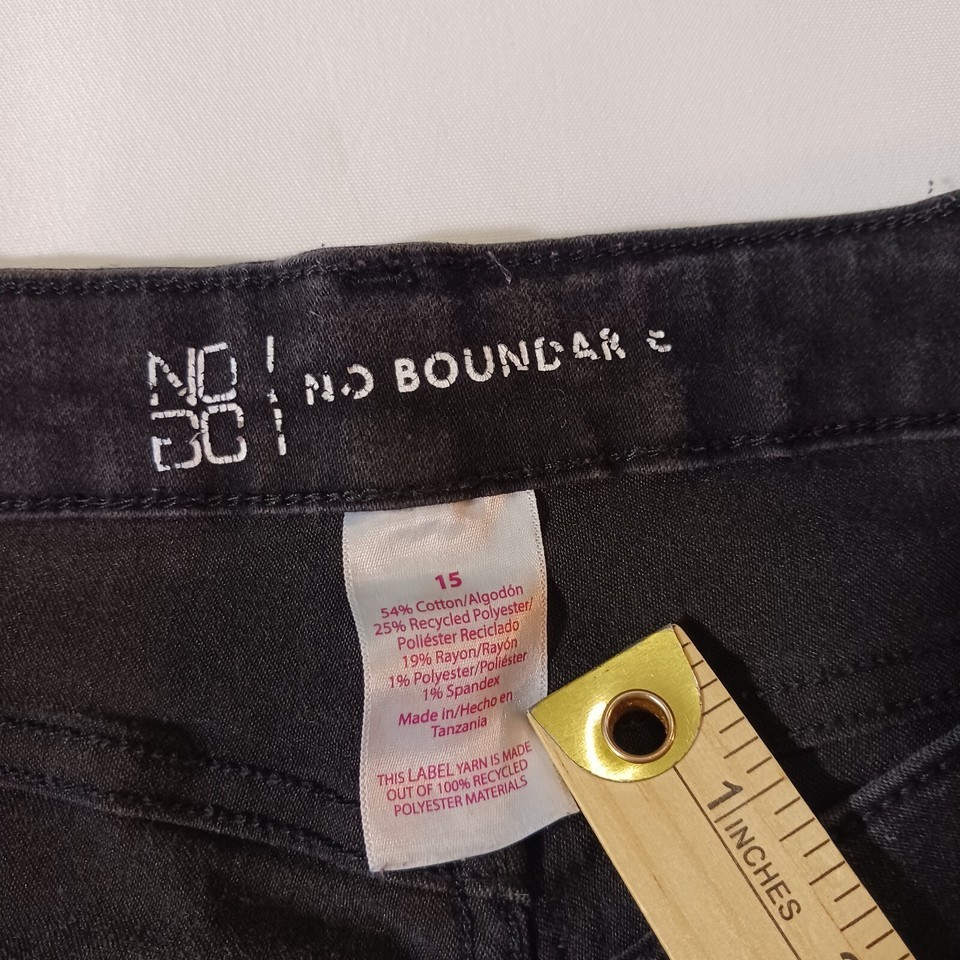 NO
BO
NO BOUNDAR
15
54% Cotton/Algodón
25% Recycled Polyester/
Poliéster Reciclado
19% Rayon/Rayón
1% Polyester/Poliéster
1% Spandex
Made in/Hecho en
Tanzania
THIS LABEL YARN IS MADE
OUT OF 100% RECYCLED
POLYESTER MATERIALS
1
INCHES